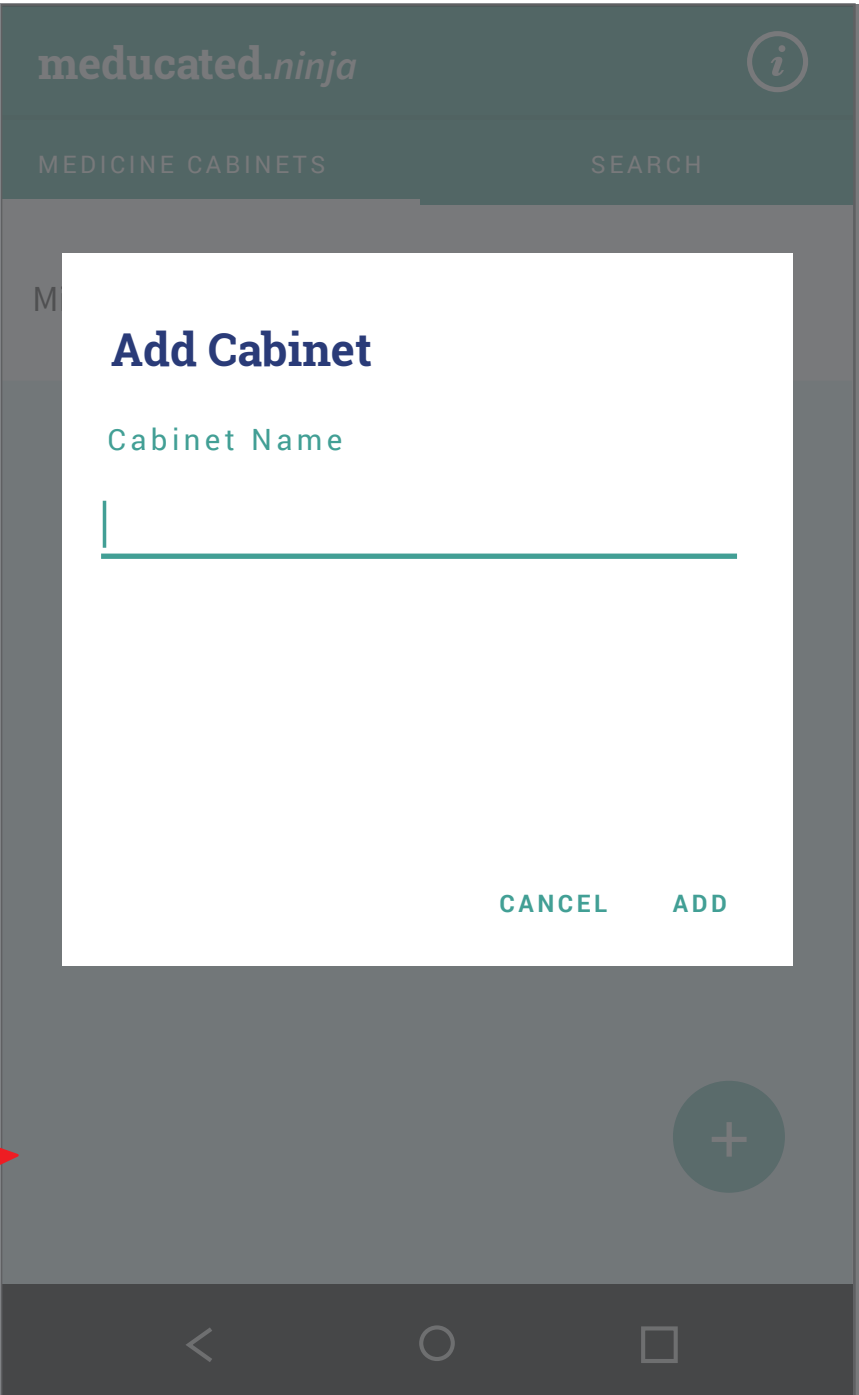 meducated.ninja
i
MEDICINE CABINETS SEARCH
Add Cabinet
Cabinet Name
CANCEL ADD
+